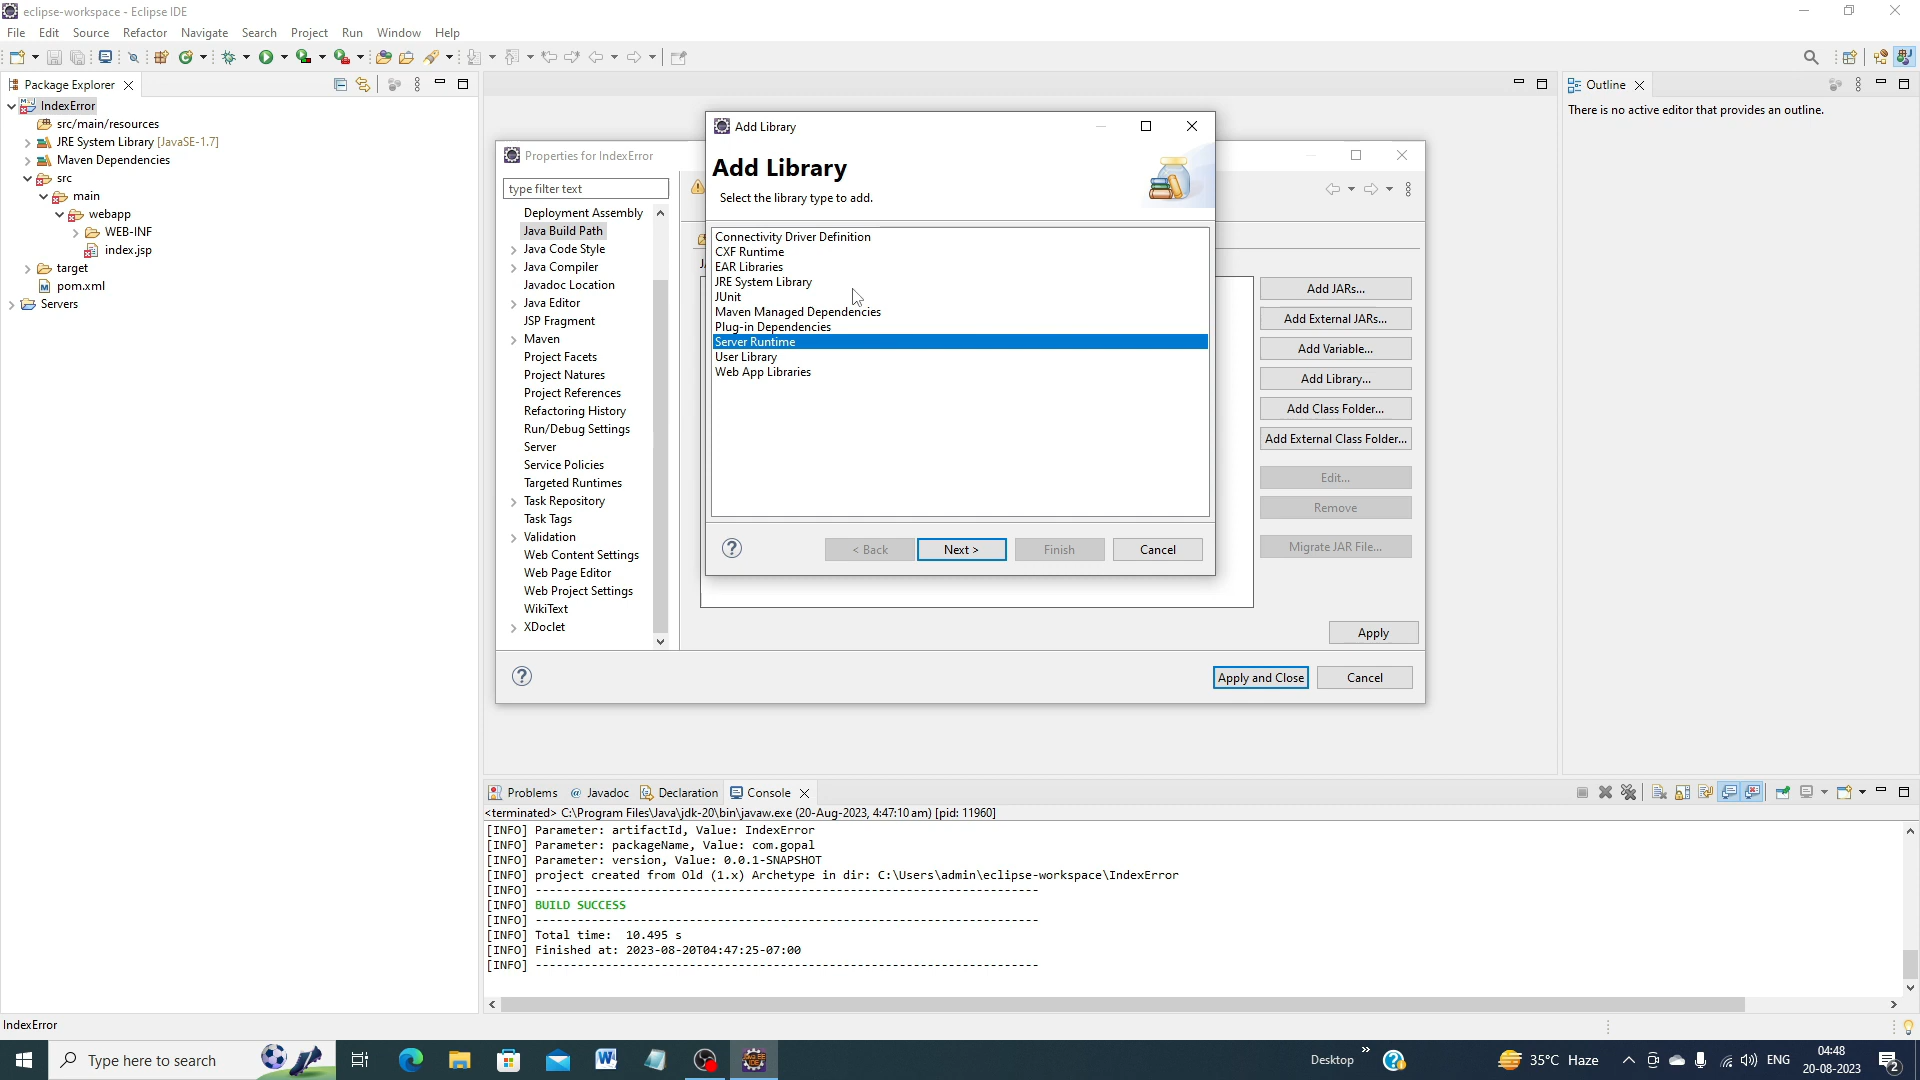 eclipse-workspace - Eclipse IDE
File Edit Source Refactor Navigate Search Project Run Window Help
Package Explorer
IndexError
src/main/resources
JRE System Library [JavaSE-1.7]
Maven Dependencies
src
main
webapp
WEB-INF
index.jsp
target
pom.xml
Servers
Properties for IndexError
type filter text
Deployment Assembly
Java Build Path
Java Code Style
Java Compiler
Javadoc Location
Java Editor
JSP Fragment
Maven
Project Facets
Project Natures
Project References
Refactoring History
Run/Debug Settings
Server
Service Policies
Targeted Runtimes
Task Repository
Task Tags
Validation
Web Content Settings
Web Page Editor
Web Project Settings
WikiText
XDoclet
Add Library
Add Library
Select the library type to add.
Connectivity Driver Definition
CXF Runtime
EAR Libraries
JRE System Library
JUnit
Maven Managed Dependencies
Plug-in Dependencies
Server Runtime
User Library
Web App Libraries
< Back
Next >
Finish
Cancel
Add JARs...
Add External JARs...
Add Variable...
Add Library...
Add Class Folder...
Add External Class Folder...
Edit...
Remove
Migrate JAR File...
Apply
Apply and Close
Cancel
Outline
There is no active editor that provides an outline.
Problems Javadoc Declaration Console
<terminated> C:\Program Files\Java\jdk-20\bin\javaw.exe (20-Aug-2023, 4:47:10 am) [pid: 11960]
[INFO] Parameter: artifactId, Value: IndexError
[INFO] Parameter: packageName, Value: com.gopal
[INFO] Parameter: version, Value: 0.0.1-SNAPSHOT
[INFO] project created from Old (1.x) Archetype in dir: C:\Users\admin\eclipse-workspace\IndexError
[INFO] ------------------------------------------------------------------------
[INFO] BUILD SUCCESS
[INFO] ------------------------------------------------------------------------
[INFO] Total time:  10.495 s
[INFO] Finished at: 2023-08-20T04:47:25-07:00
[INFO] ------------------------------------------------------------------------
IndexError
Type here to search
Desktop
35°C Haze
ENG
04:48
20-08-2023
2